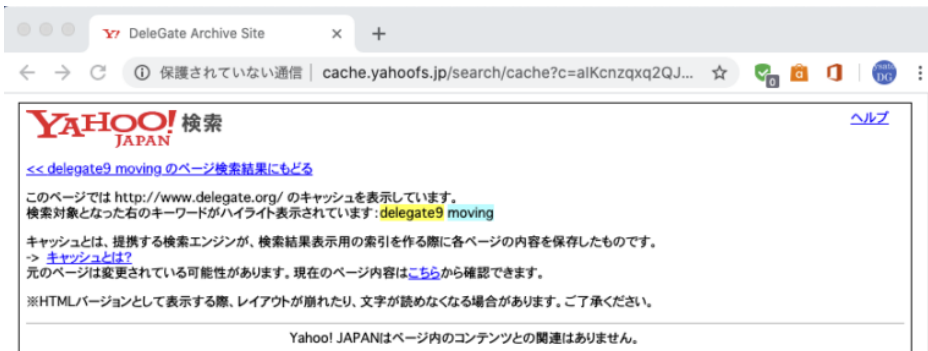 DeleGate Archive Site
保護されていない通信 | cache.yahoofs.jp/search/cache?c=alKcnzqxq2QJ...
YAHOO! JAPAN 検索
ヘルプ
<< delegate9 moving のページ検索結果にもどる
このページでは http://www.delegate.org/ のキャッシュを表示しています。
検索対象となった右のキーワードがハイライト表示されています：delegate9 moving
キャッシュとは、提携する検索エンジンが、検索結果表示用の索引を作る際に各ページの内容を保存したものです。
-> キャッシュとは?
元のページは変更されている可能性があります。現在のページ内容はこちらから確認できます。
※HTMLバージョンとして表示する際、レイアウトが崩れたり、文字が読めなくなる場合があります。ご了承ください。
Yahoo! JAPANはページ内のコンテンツとの関連はありません。